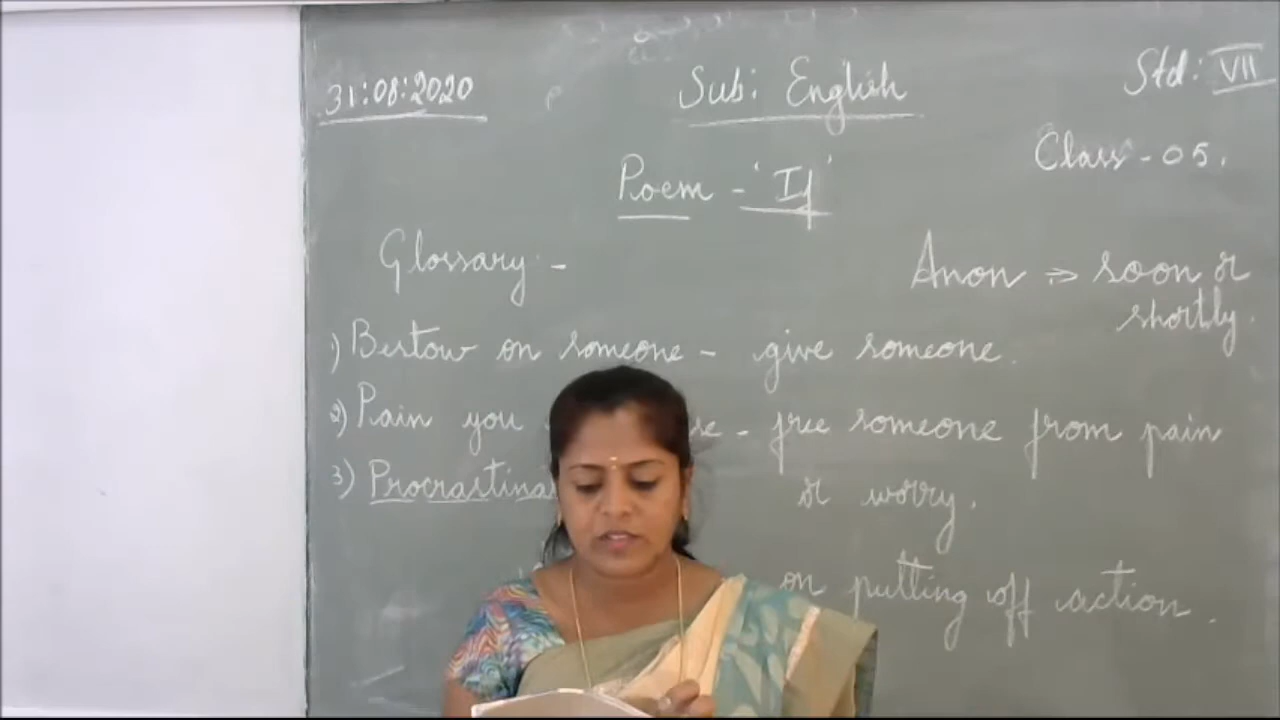 31:08:2020 Sub: English Std: VII
Class - 05.
Poem - 'If'
Glossary :-
Anon => soon or
shortly.
1) Bestow on someone - give someone.
2) Pain you - free someone from pain
or worry.
3)
on putting off action.